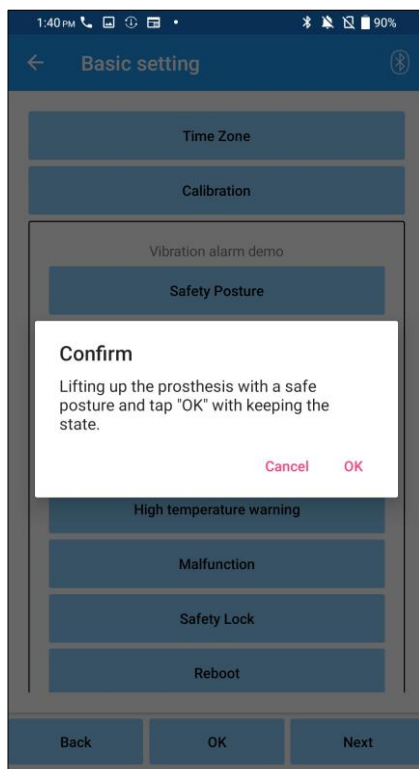 1:40 PM 90%
Basic setting
Time Zone
Calibration
Vibration alarm demo
Safety Posture
Confirm
Lifting up the prosthesis with a safe
posture and tap "OK" with keeping the
state.
Cancel OK
High temperature warning
Malfunction
Safety Lock
Reboot
Back OK Next